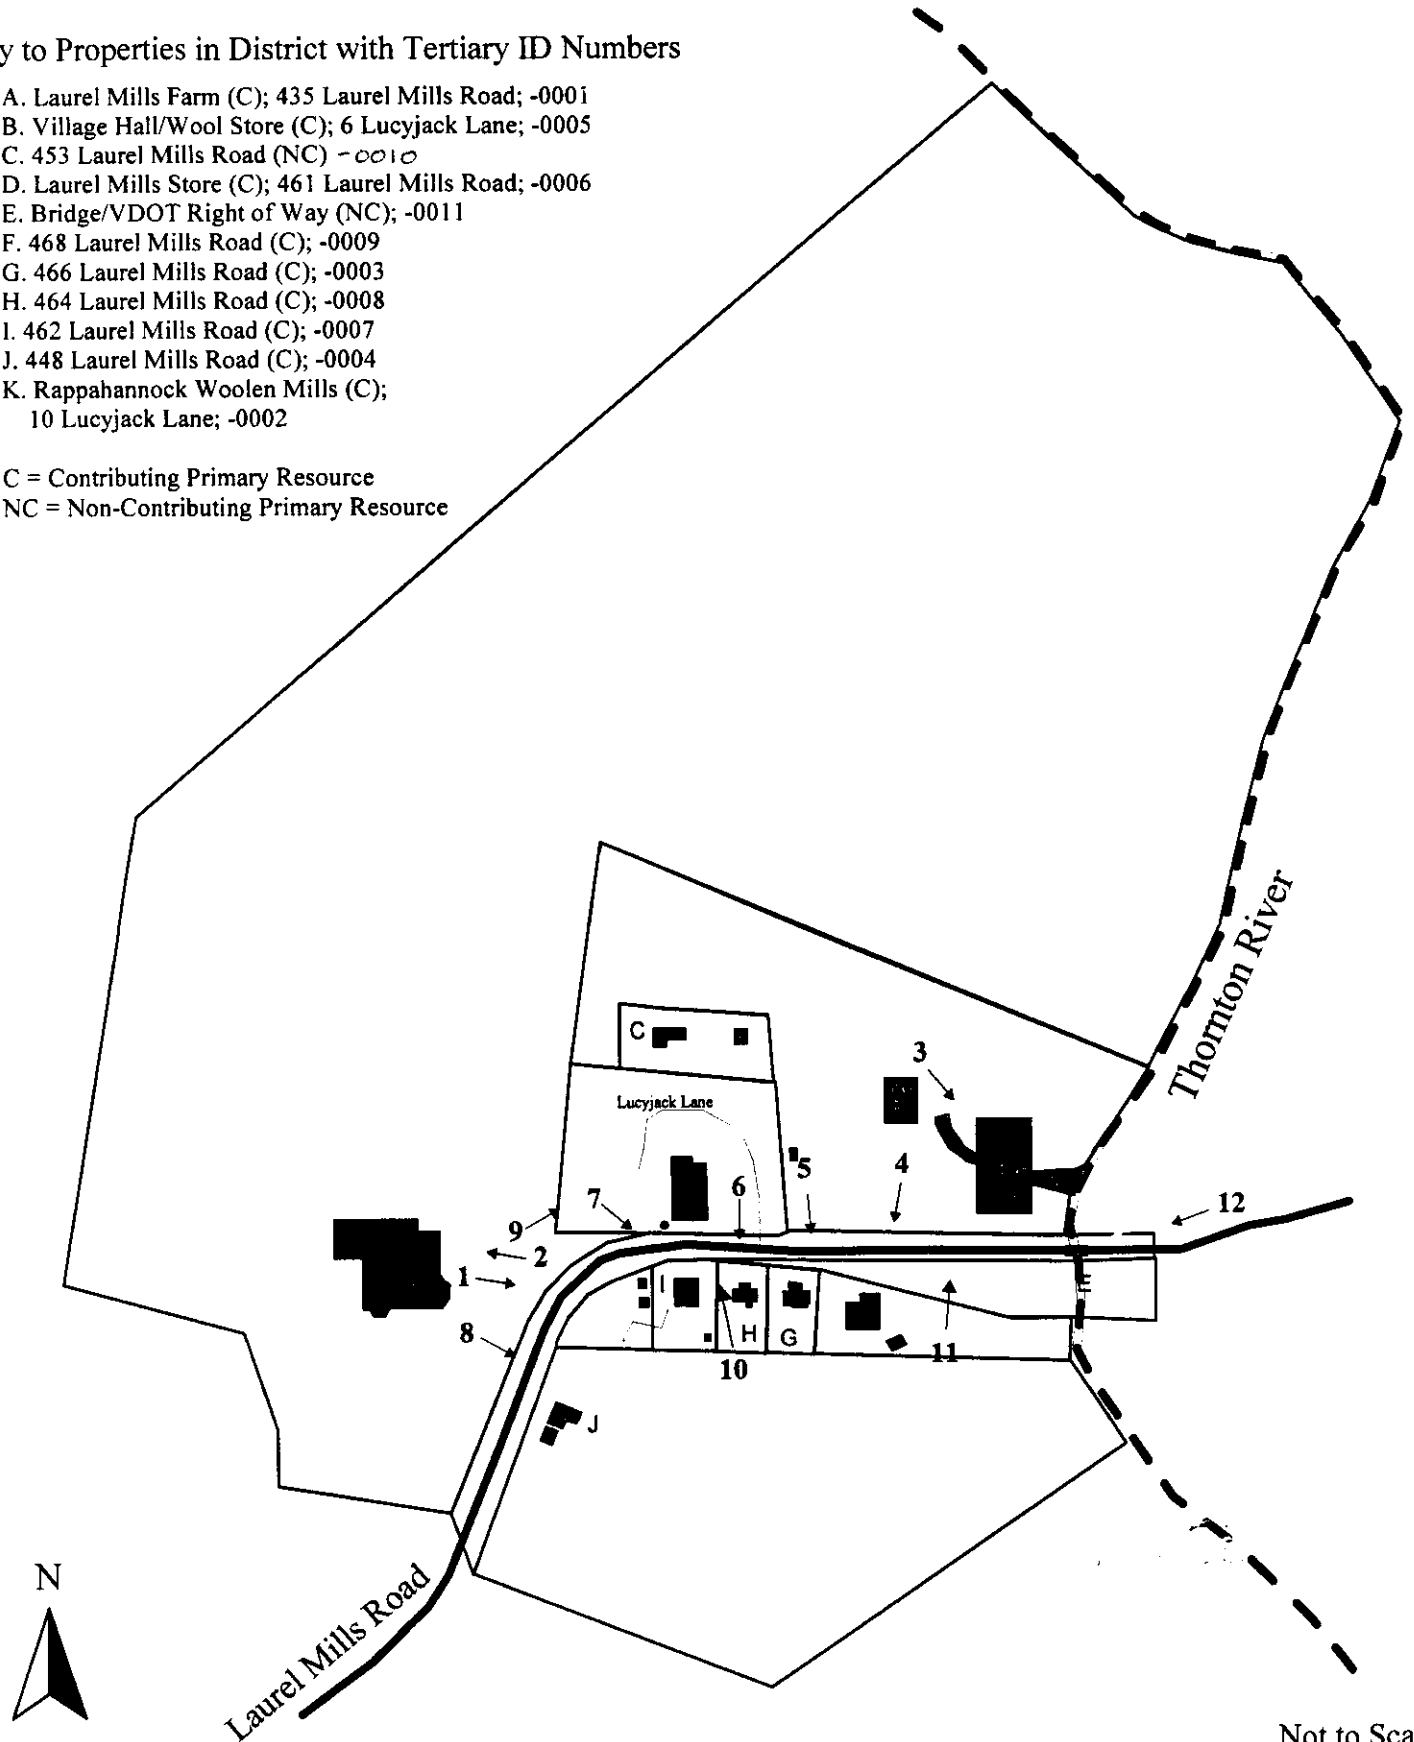 y to Properties in District with Tertiary ID Numbers
A. Laurel Mills Farm (C); 435 Laurel Mills Road; -0001
B. Village Hall/Wool Store (C); 6 Lucyjack Lane; -0005
C. 453 Laurel Mills Road (NC) -0010
D. Laurel Mills Store (C); 461 Laurel Mills Road; -0006
E. Bridge/VDOT Right of Way (NC); -0011
F. 468 Laurel Mills Road (C); -0009
G. 466 Laurel Mills Road (C); -0003
H. 464 Laurel Mills Road (C); -0008
I. 462 Laurel Mills Road (C); -0007
J. 448 Laurel Mills Road (C); -0004
K. Rappahannock Woolen Mills (C);
10 Lucyjack Lane; -0002
C = Contributing Primary Resource
NC = Non-Contributing Primary Resource
Thornton River
C
3
Lucyjack Lane
5
4
6
7
9
12
2
1
I
E
8
H
G
11
10
J
N
Laurel Mills Road
Not to Sca